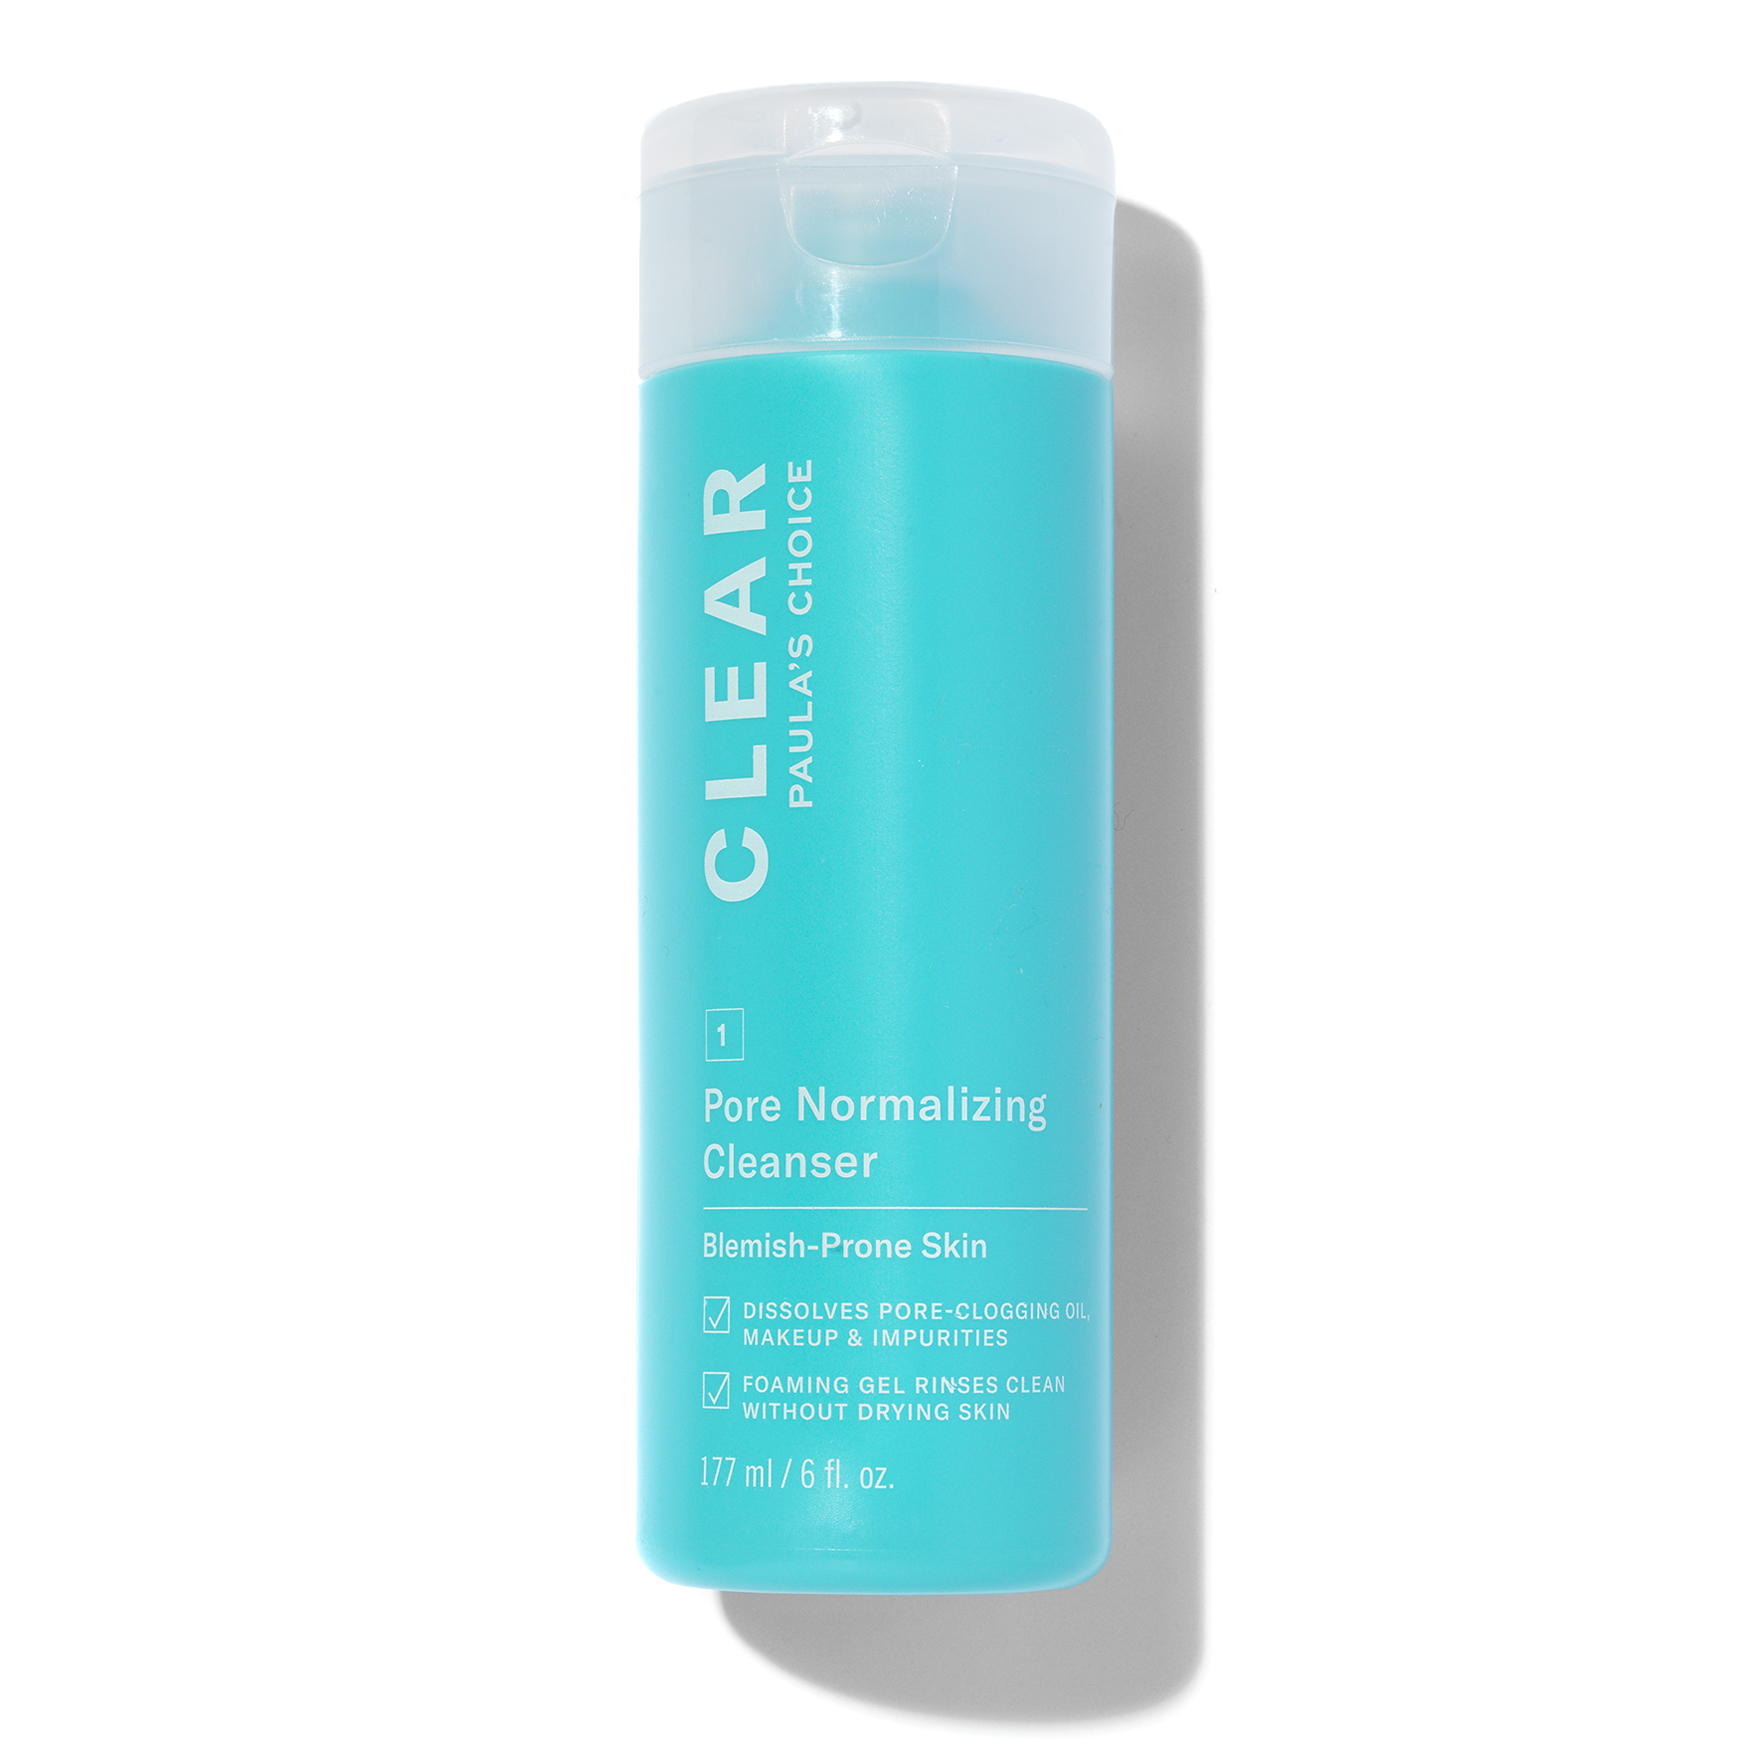 CLEAR
PAULA'S CHOICE
1
Pore Normalizing
Cleanser
Blemish-Prone Skin
DISSOLVES PORE-CLOGGING OIL,
MAKEUP & IMPURITIES
FOAMING GEL RINSES CLEAN
WITHOUT DRYING SKIN
177 ml / 6 fl. oz.